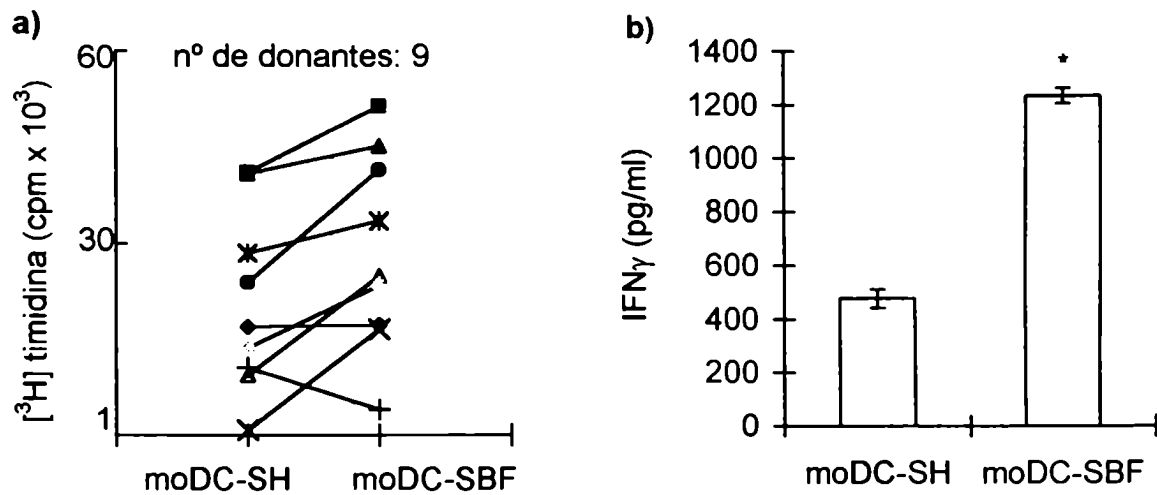 a)
60
nº de donantes: 9
30
1
[³H] timidina (cpm x 10³)
moDC-SH
moDC-SBF
b)
1400
*
1200
1000
800
600
400
200
0
IFNγ (pg/ml)
moDC-SH
moDC-SBF